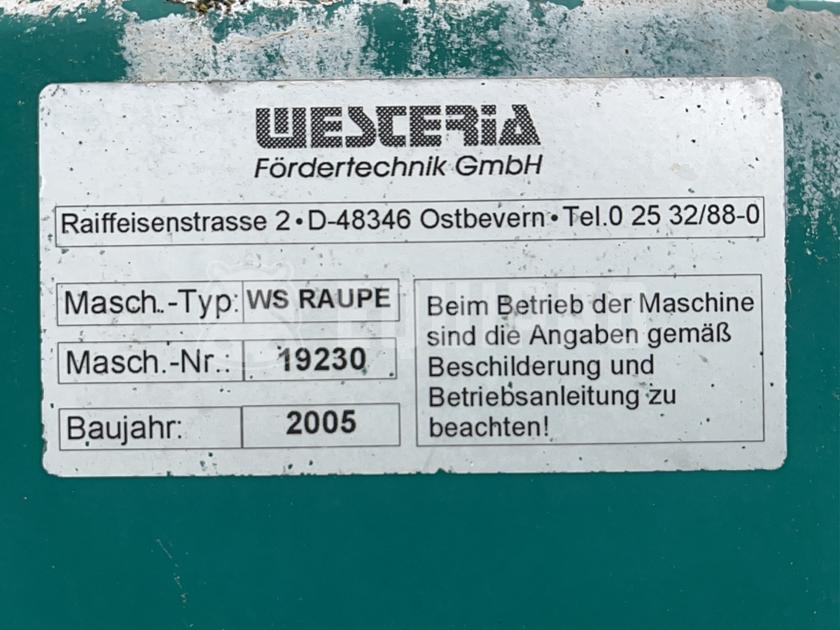 WESTERIA
Fördertechnik GmbH
Raiffeisenstrasse 2 • D-48346 Ostbevern • Tel.0 25 32/88-0
Masch.-Typ: WS RAUPE
Masch.-Nr.: 19230
Baujahr: 2005
Beim Betrieb der Maschine
sind die Angaben gemäß
Beschilderung und
Betriebsanleitung zu
beachten!